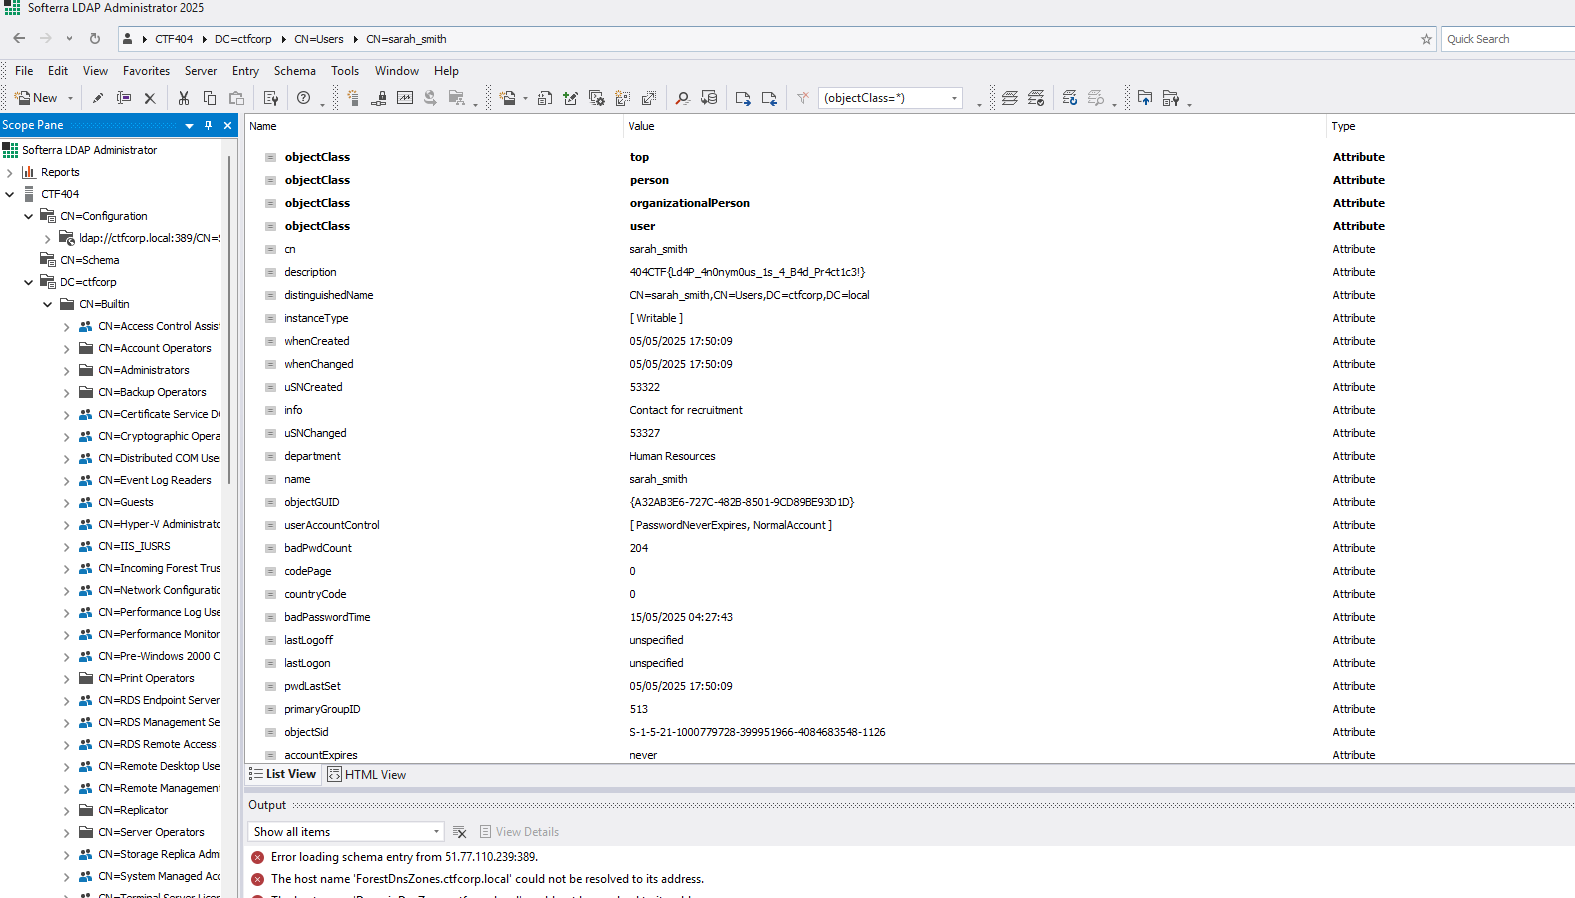 Softerra LDAP Administrator 2025
CTF404 DC=ctfcorp CN=Users CN=sarah_smith
Quick Search
File Edit View Favorites Server Entry Schema Tools Window Help
New
(objectClass=*)
Scope Pane
Softerra LDAP Administrator
Reports
CTF404
CN=Configuration
ldap://ctfcorp.local:389/CN=
CN=Schema
DC=ctfcorp
CN=Builtin
CN=Access Control Assis
CN=Account Operators
CN=Administrators
CN=Backup Operators
CN=Certificate Service D
CN=Cryptographic Opera
CN=Distributed COM Use
CN=Event Log Readers
CN=Guests
CN=Hyper-V Administrato
CN=IIS_IUSRS
CN=Incoming Forest Trus
CN=Network Configuratio
CN=Performance Log Use
CN=Performance Monitor
CN=Pre-Windows 2000 C
CN=Print Operators
CN=RDS Endpoint Server
CN=RDS Management Se
CN=RDS Remote Access
CN=Remote Desktop Use
CN=Remote Management
CN=Replicator
CN=Server Operators
CN=Storage Replica Adm
CN=System Managed Acc
Name Value Type
objectClass top Attribute
objectClass person Attribute
objectClass organizationalPerson Attribute
objectClass user Attribute
cn sarah_smith Attribute
description 404CTF{Ld4P_4n0nym0us_1s_4_B4d_Pr4ct1c3!} Attribute
distinguishedName CN=sarah_smith,CN=Users,DC=ctfcorp,DC=local Attribute
instanceType [ Writable ] Attribute
whenCreated 05/05/2025 17:50:09 Attribute
whenChanged 05/05/2025 17:50:09 Attribute
uSNCreated 53322 Attribute
info Contact for recruitment Attribute
uSNChanged 53327 Attribute
department Human Resources Attribute
name sarah_smith Attribute
objectGUID {A32AB3E6-727C-482B-8501-9CD89BE93D1D} Attribute
userAccountControl [ PasswordNeverExpires, NormalAccount ] Attribute
badPwdCount 204 Attribute
codePage 0 Attribute
countryCode 0 Attribute
badPasswordTime 15/05/2025 04:27:43 Attribute
lastLogoff unspecified Attribute
lastLogon unspecified Attribute
pwdLastSet 05/05/2025 17:50:09 Attribute
primaryGroupID 513 Attribute
objectSid S-1-5-21-1000779728-399951966-4084683548-1126 Attribute
accountExpires never Attribute
List View HTML View
Output
Show all items View Details
Error loading schema entry from 51.77.110.239:389.
The host name 'ForestDnsZones.ctfcorp.local' could not be resolved to its address.